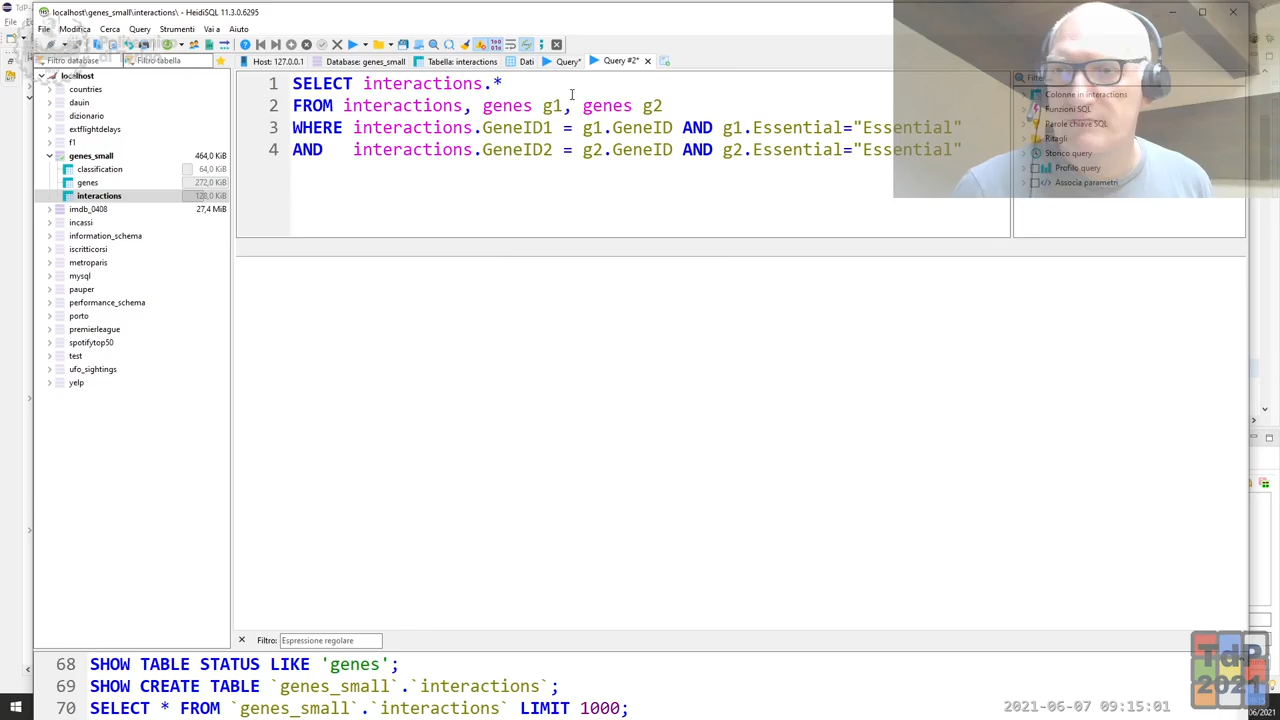 localhost\genes_small\interactions\ - HeidiSQL 11.3.0.6295
File Modifica Cerca Query Strumenti Vai a Aiuto
Filtro database
Filtro tabella
Host: 127.0.0.1
Database: genes_small
Tabella: interactions
Dati
Query*
Query #2*
localhost
countries
dauin
dizionario
extflightdelays
f1
genes_small 464,0 KiB
classification 64,0 KiB
genes 272,0 KiB
interactions 128,0 KiB
imdb_0408 27,4 MiB
incassi
information_schema
iscritticorsi
metroparis
mysql
pauper
performance_schema
porto
premierleague
spotifytop50
test
ufo_sightings
yelp
1 SELECT interactions.*
2 FROM interactions, genes g1, genes g2
3 WHERE interactions.GeneID1 = g1.GeneID AND g1.Essential="Essential"
4 AND interactions.GeneID2 = g2.GeneID AND g2.Essential="Essential"
Filter...
Colonne in interactions
Funzioni SQL
Parole chiave SQL
Ritagli
Storico query
Profilo query
Associa parametri
Filtro: Espressione regolare
68 SHOW TABLE STATUS LIKE 'genes';
69 SHOW CREATE TABLE `genes_small`.`interactions`;
70 SELECT * FROM `genes_small`.`interactions` LIMIT 1000;
TdP
2021
2021-06-07 09:15:01